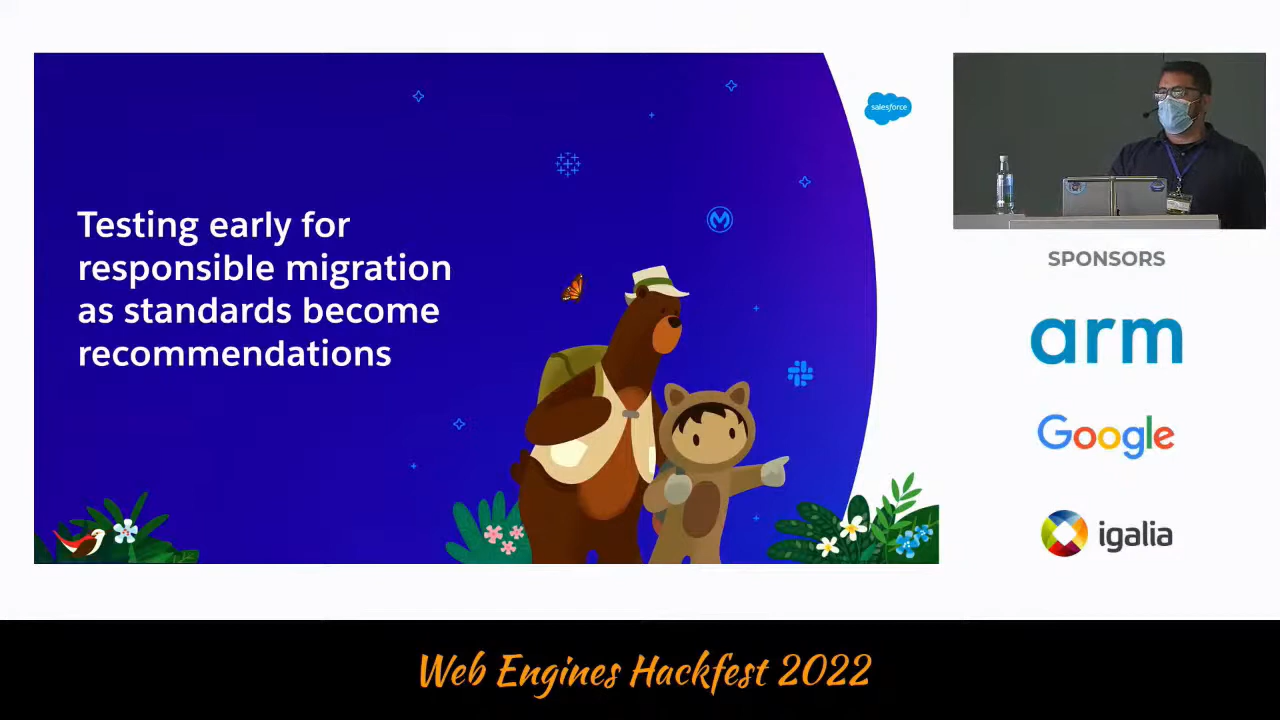 Testing early for
responsible migration
as standards become
recommendations
salesforce
SPONSORS
arm
Google
igalia
Web Engines Hackfest 2022